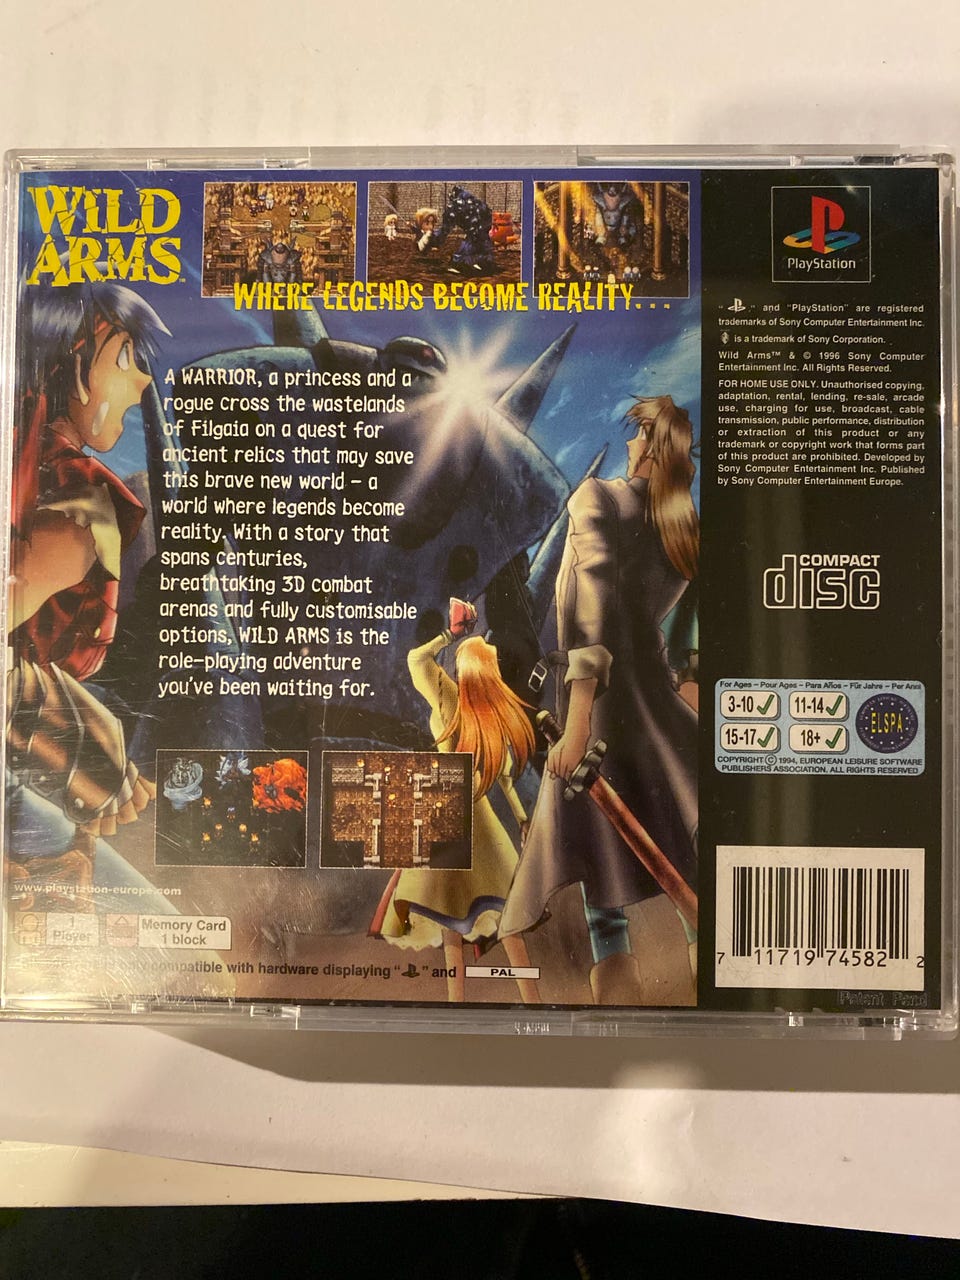 WILD
ARMS™
WHERE LEGENDS BECOME REALITY...
A WARRIOR, a princess and a
rogue cross the wastelands
of Filgaia on a quest for
ancient relics that may save
this brave new world – a
world where legends become
reality. With a story that
spans centuries,
breathtaking 3D combat
arenas and fully customisable
options, WILD ARMS is the
role-playing adventure
you've been waiting for.
www.playstation-europe.com
1
Player
Memory Card
1 block
compatible with hardware displaying " " and PAL
PlayStation
" " and "PlayStation" are registered
trademarks of Sony Computer Entertainment Inc.
is a trademark of Sony Corporation.
Wild Arms™ & © 1996 Sony Computer
Entertainment Inc. All Rights Reserved.
FOR HOME USE ONLY. Unauthorised copying,
adaptation, rental, lending, re-sale, arcade
use, charging for use, broadcast, cable
transmission, public performance, distribution
or extraction of this product or any
trademark or copyright work that forms part
of this product are prohibited. Developed by
Sony Computer Entertainment Inc. Published
by Sony Computer Entertainment Europe.
COMPACT
disc
For Ages – Pour Ages – Para Años – Für Jahre – Per Anni
3-10 11-14
15-17 18+
ELSPA
COPYRIGHT © 1994, EUROPEAN LEISURE SOFTWARE
PUBLISHERS ASSOCIATION. ALL RIGHTS RESERVED
7 11719 74582 2
Patent Pend